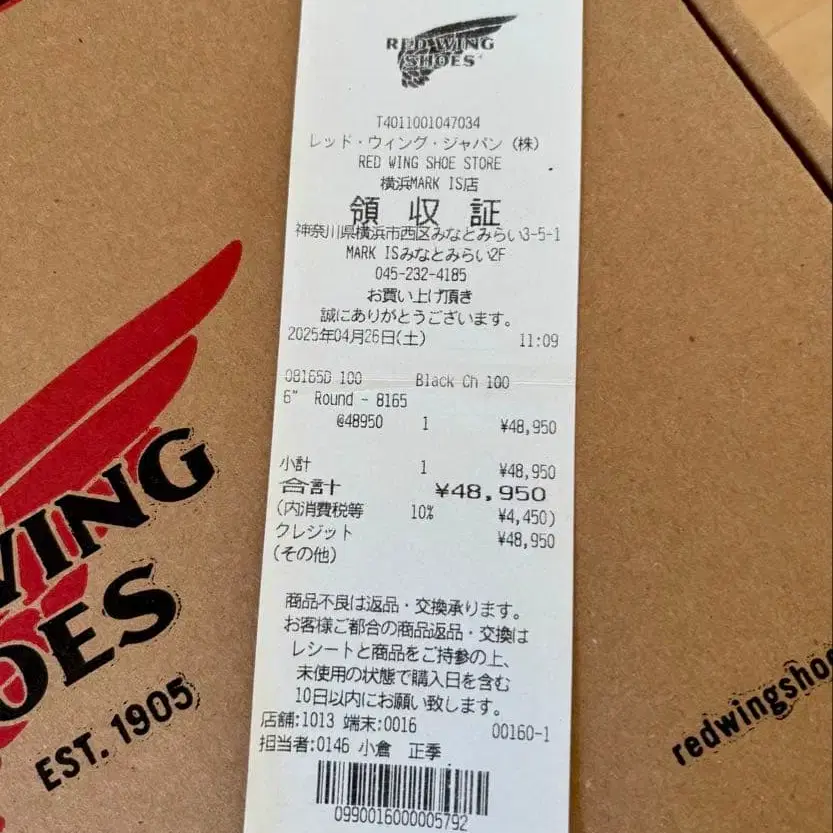 RED WING
SHOES
T4011001047034
レッド・ウィング・ジャパン (株)
RED WING SHOE STORE
横浜MARK IS店
領収証
神奈川県横浜市西区みなとみらい3-5-1
MARK ISみなとみらい2F
045-232-4185
お買い上げ頂き
誠にありがとうございます。
2025年04月26日(土) 11:09
08165D 100 Black Ch 100
6" Round - 8165
@48950 1 ¥48,950
小計 1 ¥48,950
合計 ¥48,950
(内消費税等 10% ¥4,450)
クレジット ¥48,950
(その他)
商品不良は返品・交換承ります。
お客様ご都合の商品返品・交換は
レシートと商品をご持参の上、
未使用の状態で購入日を含む
10日以内にお願い致します。
店舗:1013 端末:0016 00160-1
担当者:0146 小倉 正季
0990016000005792
WING
SHOES
EST. 1905
redwingsho